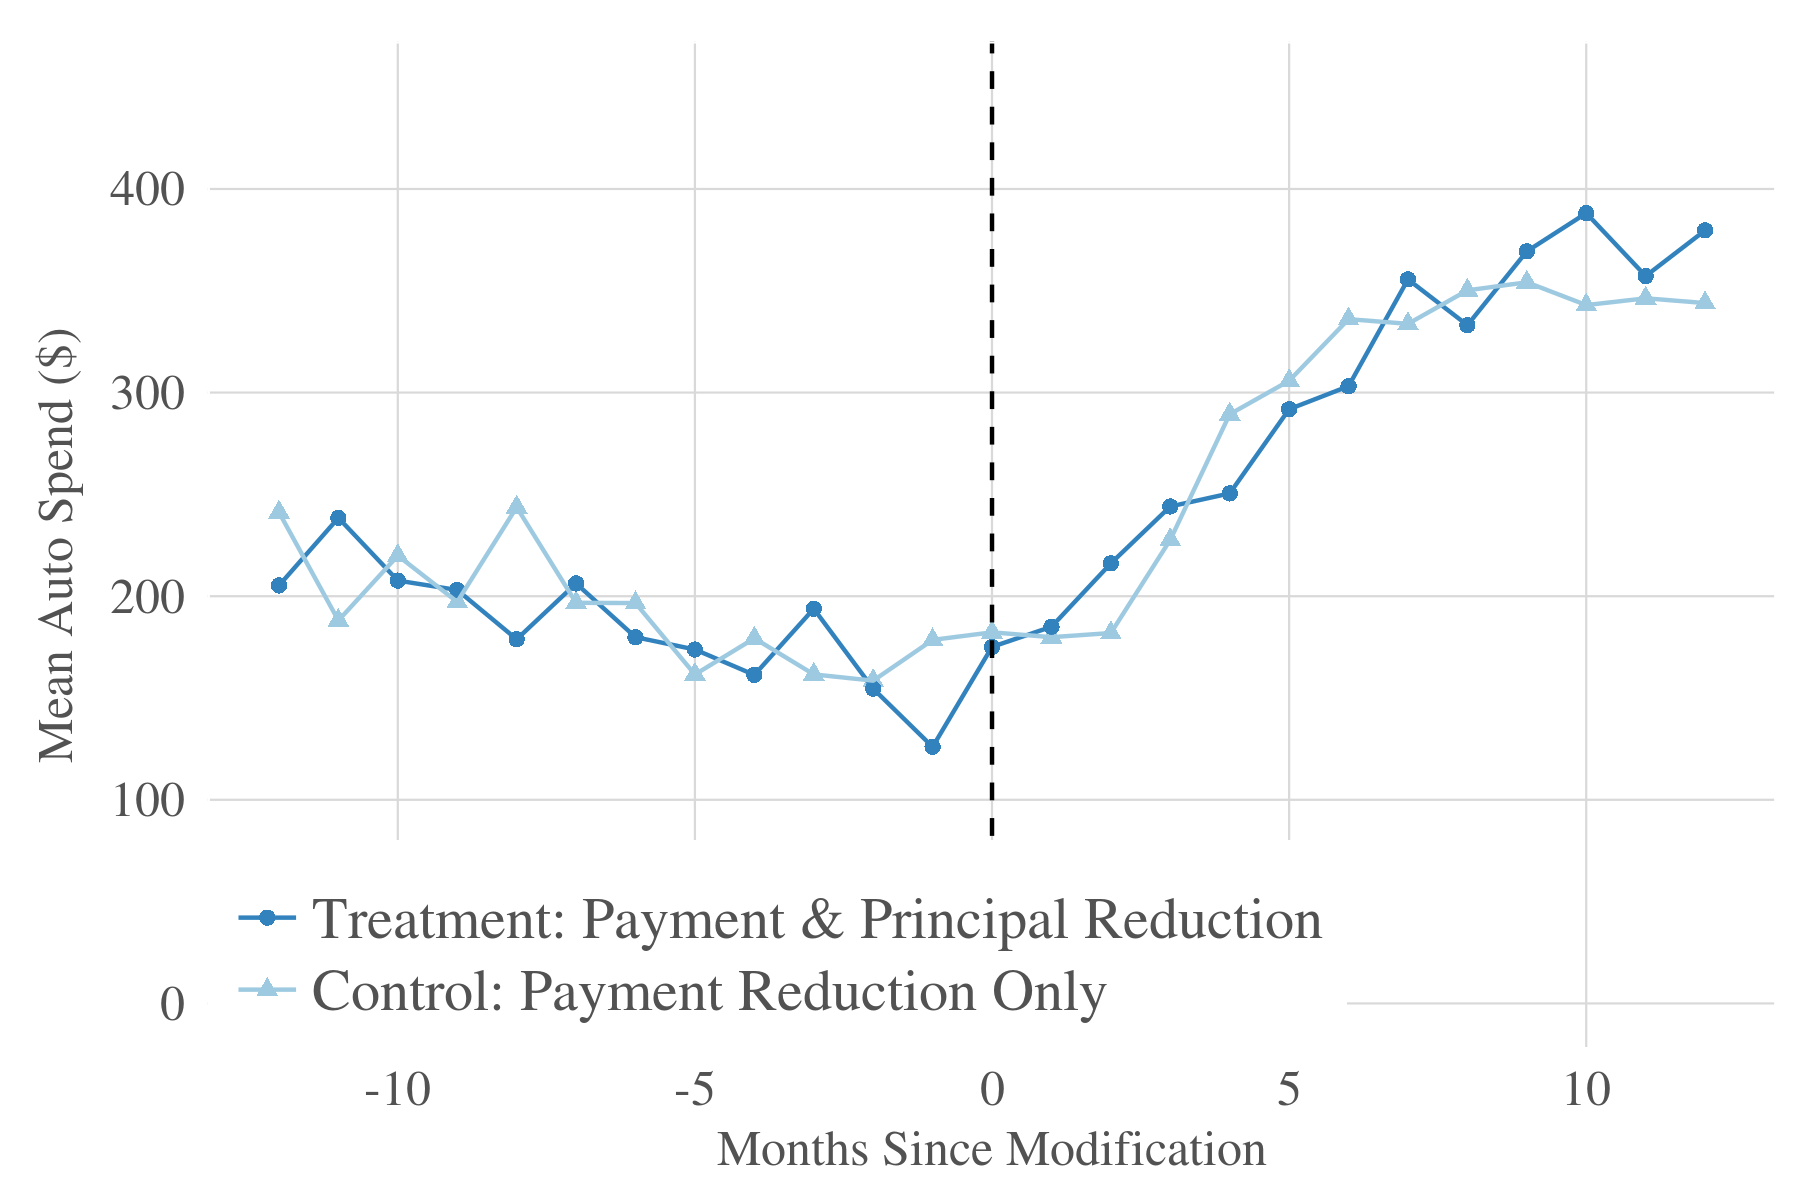 400
300
200
100
0
Mean Auto Spend ($)
Treatment: Payment & Principal Reduction
Control: Payment Reduction Only
-10 -5 0 5 10
Months Since Modification